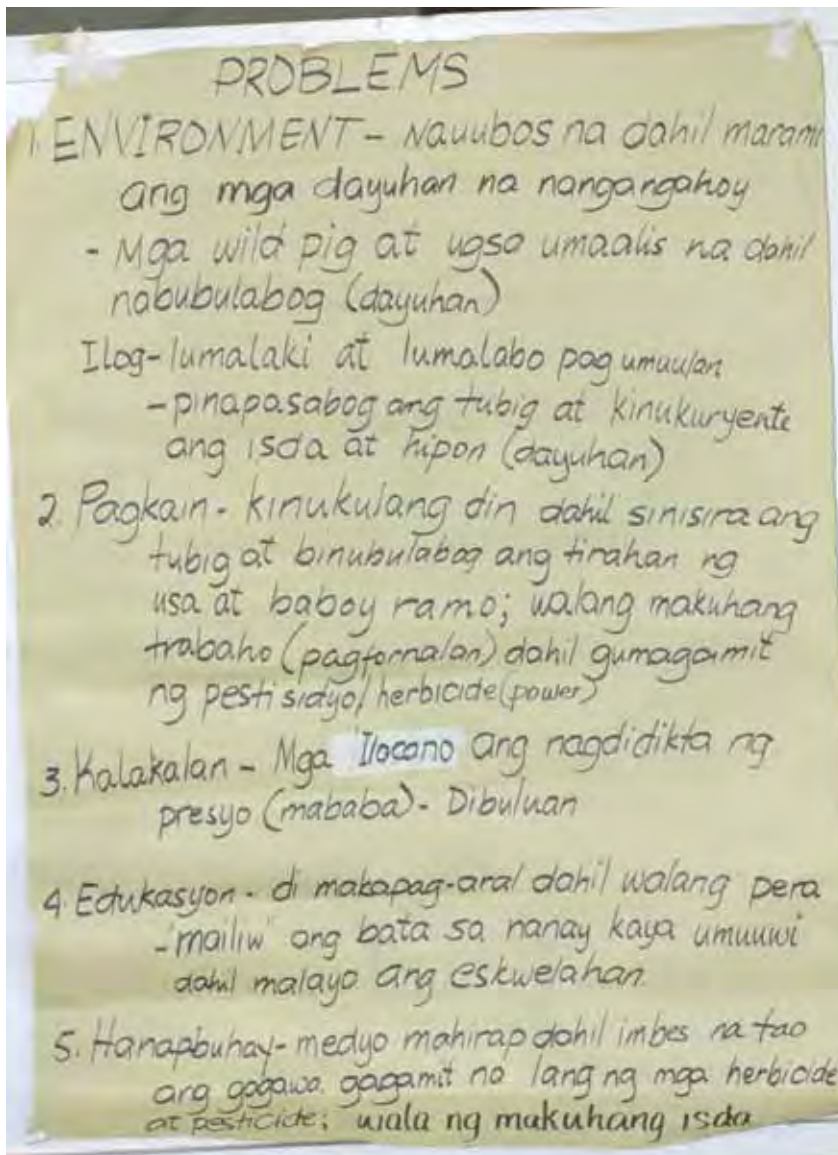 PROBLEMS
1. ENVIRONMENT - Nauubos na dahil marami
ang mga dayuhan na nangangahoy
- Mga wild pig at ugsa umaalis na dahil
nabubulabog (dayuhan)
Ilog - lumalaki at lumalabo pag umuulan
- pinapasabog ang tubig at kinukuryente
ang isda at hipon (dayuhan)
2. Pagkain - kinukulang din dahil sinisira ang
tubig at binubulabog ang tirahan ng
usa at baboy ramo; walang makuhang
trabaho (pagfornalan) dahil gumagamit
ng pestisidyo/herbicide (power)
3. Kalakalan - Mga Ilocano ang nagdidikta ng
presyo (mababa) - Dibuluan
4. Edukasyon - di makapag-aral dahil walang pera
- 'mailiw' ang bata sa nanay kaya umuuwi
dahil malayo ang eskwelahan.
5. Hanapbuhay - medyo mahirap dahil imbes na tao
ang gagawa. gagamit na lang ng mga herbicide
at pesticide; wala ng makuhang isda